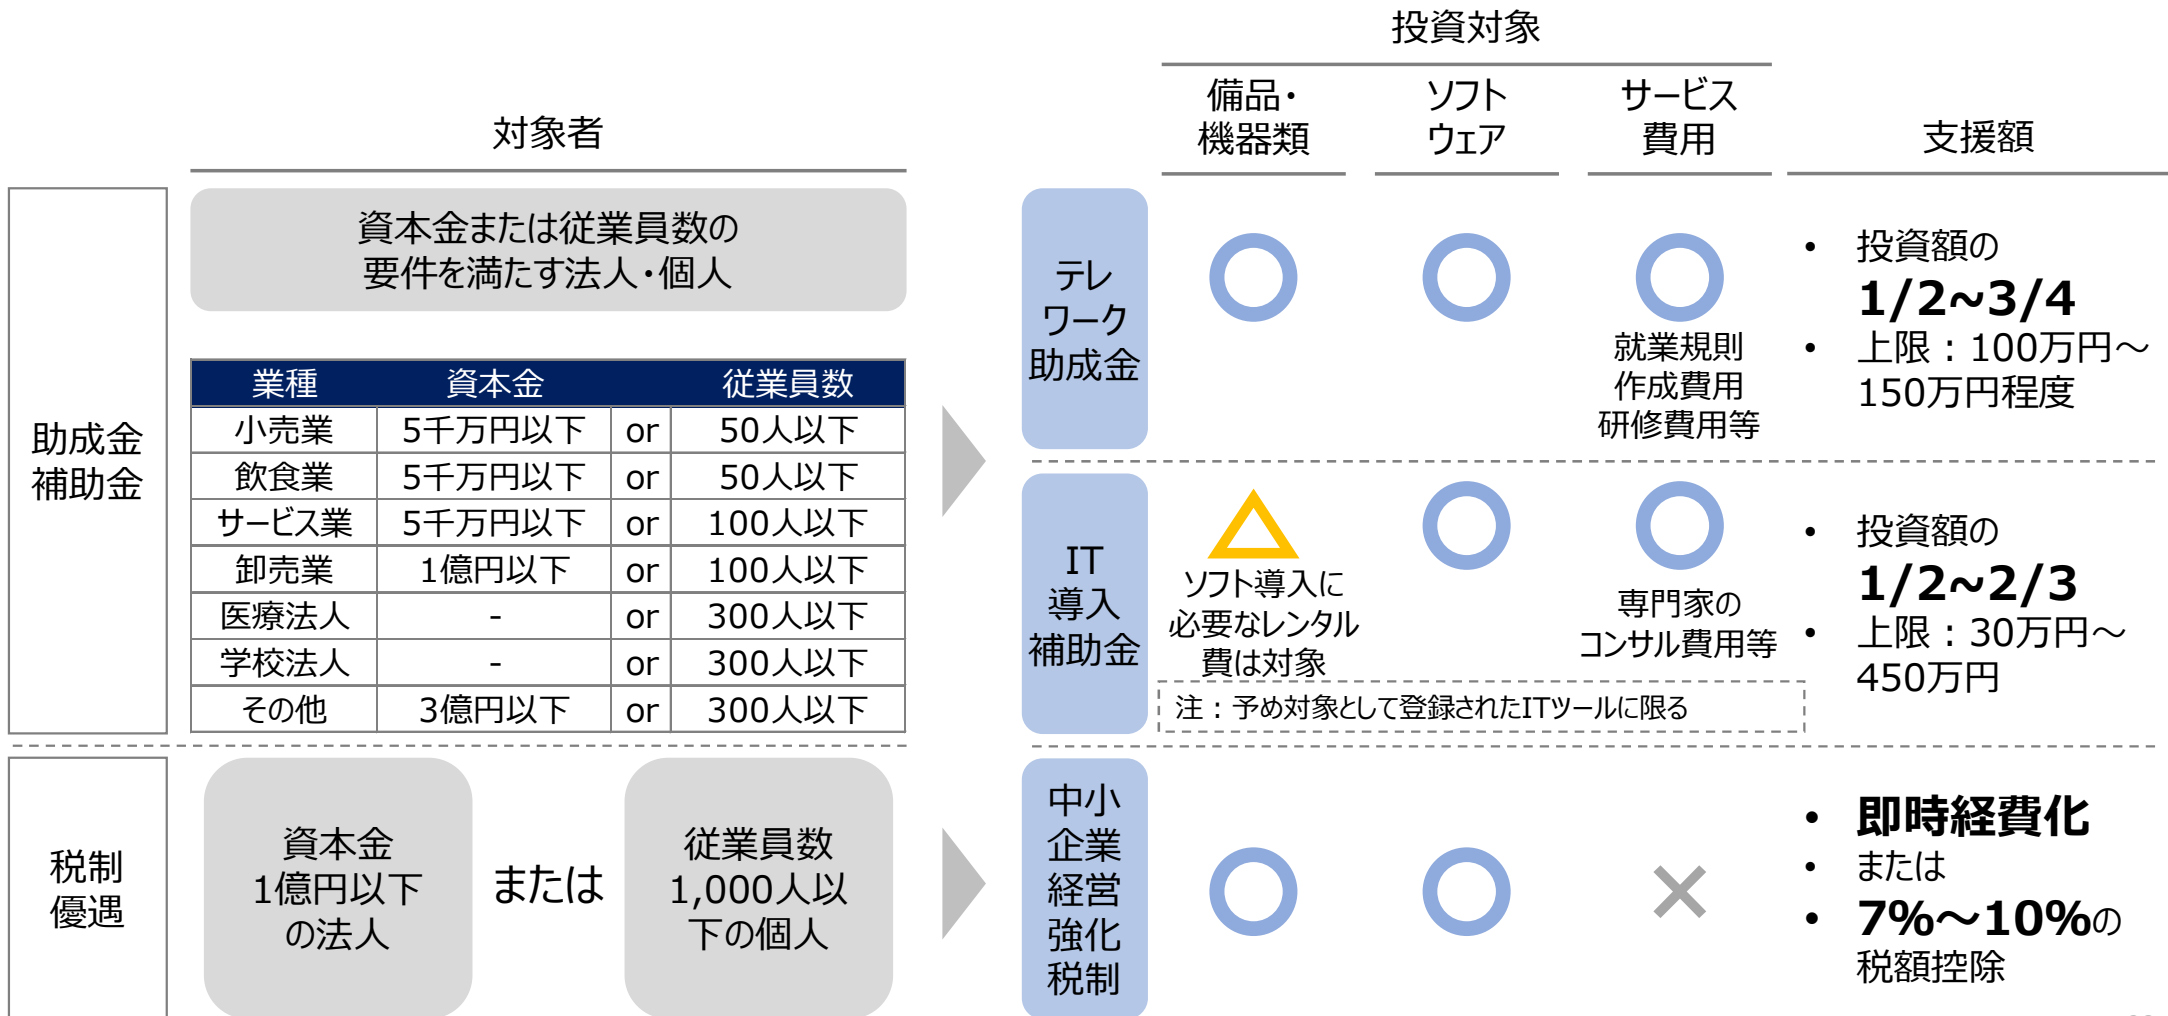 投資対象
対象者
備品・
機器類
ソフト
ウェア
サービス
費用
支援額
助成金
補助金
資本金または従業員数の
要件を満たす法人・個人
業種 資本金 従業員数
小売業 5千万円以下 or 50人以下
飲食業 5千万円以下 or 50人以下
サービス業 5千万円以下 or 100人以下
卸売業 1億円以下 or 100人以下
医療法人 - or 300人以下
学校法人 - or 300人以下
その他 3億円以下 or 300人以下
テレ
ワーク
助成金
就業規則
作成費用
研修費用等
• 投資額の
1/2~3/4
• 上限：100万円～
150万円程度
IT
導入
補助金
ソフト導入に
必要なレンタル
費は対象
専門家の
コンサル費用等
注：予め対象として登録されたITツールに限る
• 投資額の
1/2~2/3
• 上限：30万円～
450万円
税制
優遇
資本金
1億円以下
の法人
または
従業員数
1,000人以
下の個人
中小
企業
経営
強化
税制
• 即時経費化
• または
• 7%～10%の
税額控除